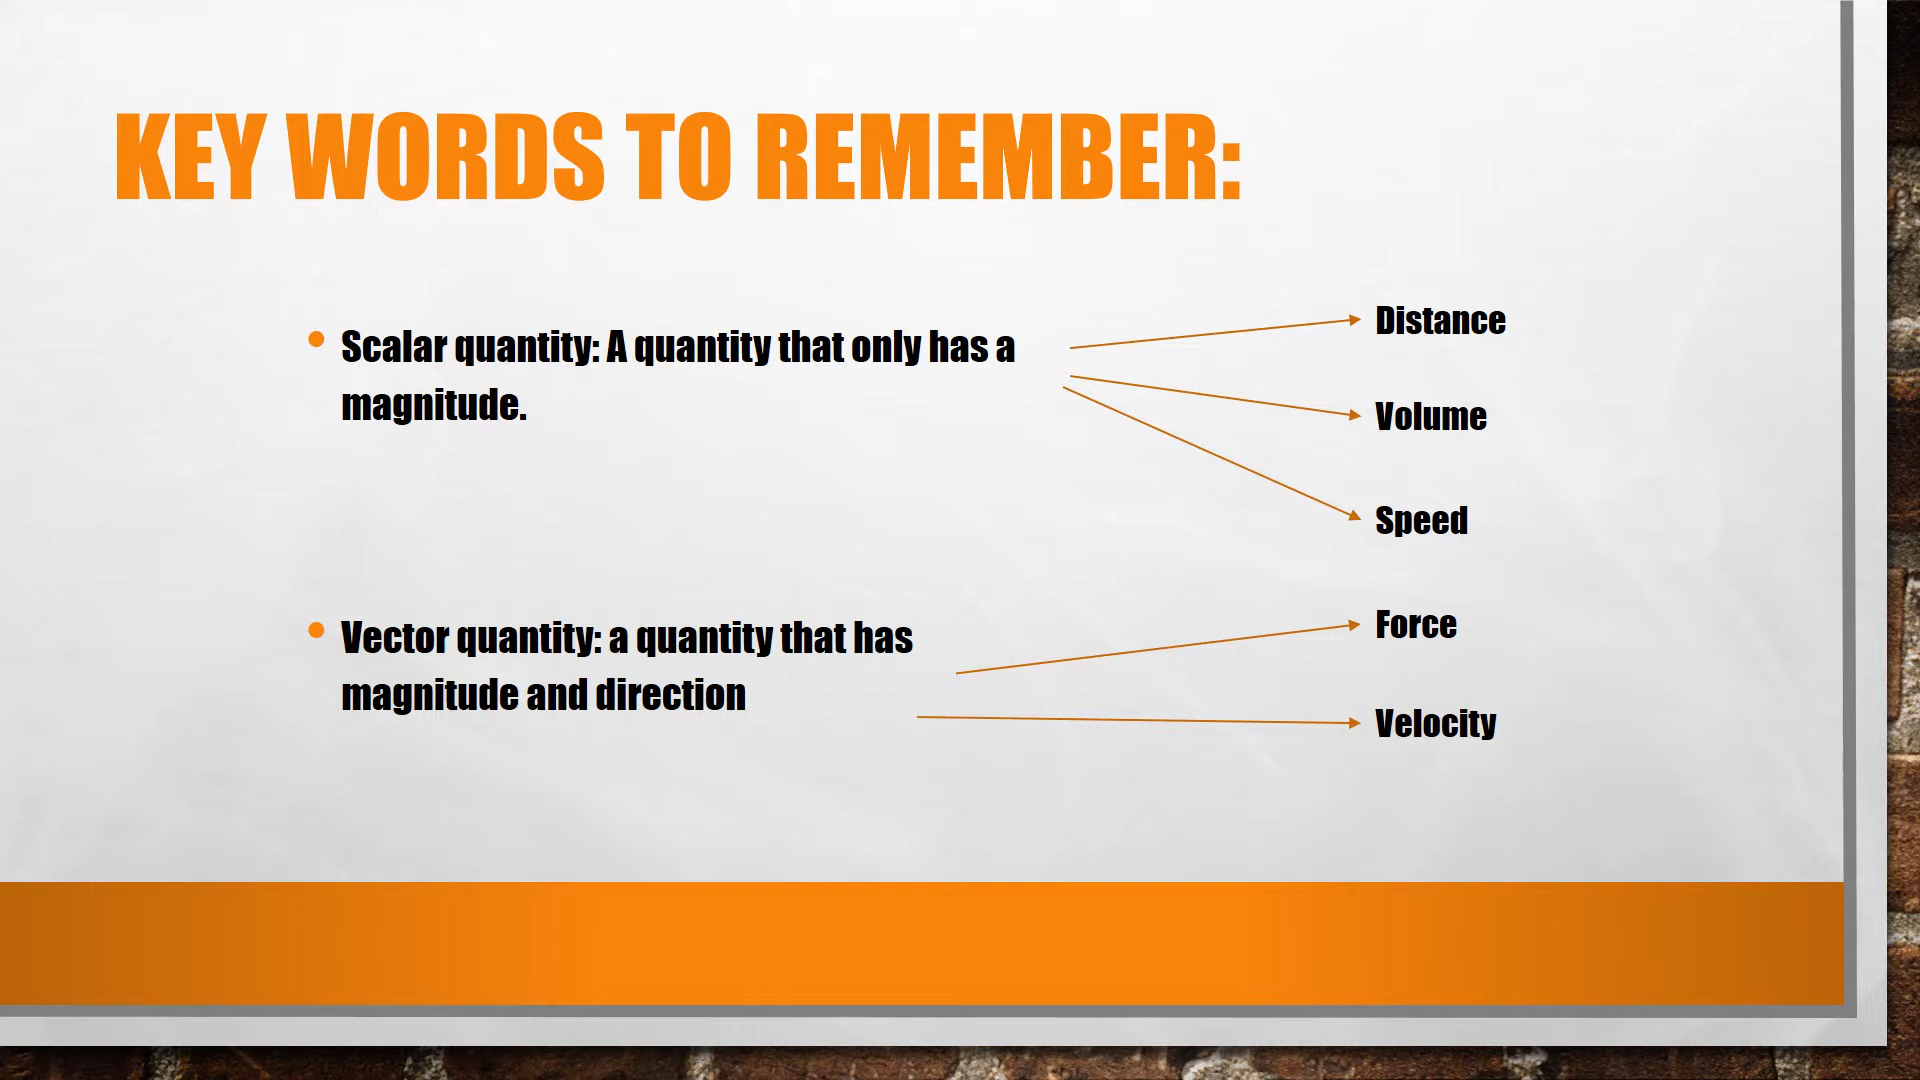 KEY WORDS TO REMEMBER:
Scalar quantity: A quantity that only has a
magnitude.
Distance
Volume
Speed
Vector quantity: a quantity that has
magnitude and direction
Force
Velocity